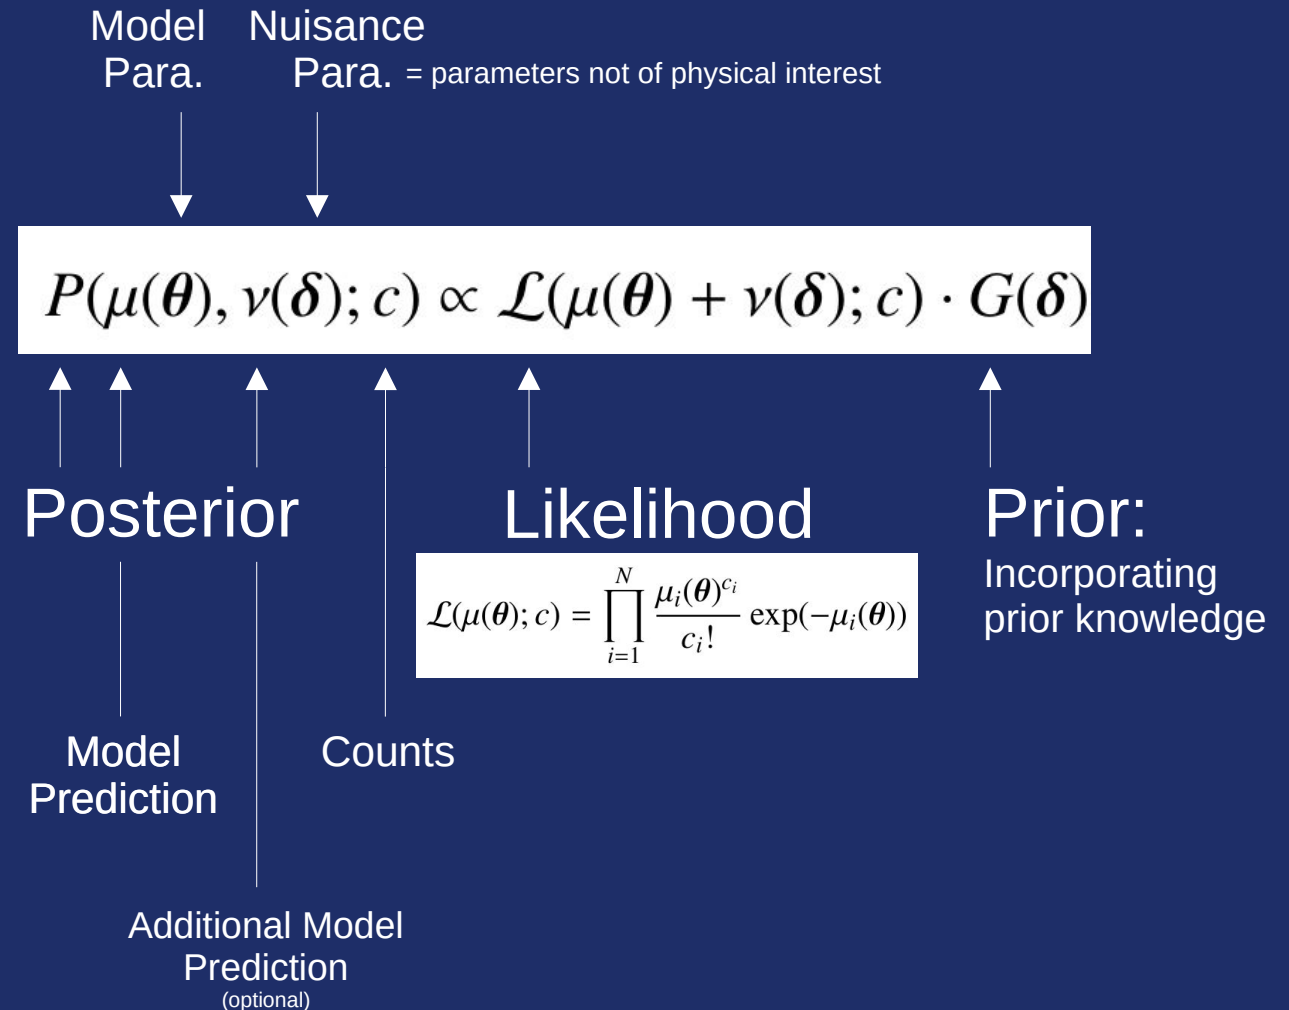 Model Nuisance
Para. Para. = parameters not of physical interest
P(μ(θ), ν(δ); c) ∝ ℒ(μ(θ) + ν(δ); c) · G(δ)
Posterior Likelihood Prior:
Incorporating
prior knowledge
ℒ(μ(θ); c) = ∏_{i=1}^{N} μ_i(θ)^{c_i} / c_i! exp(−μ_i(θ))
Model
Prediction
Counts
Additional Model
Prediction
(optional)